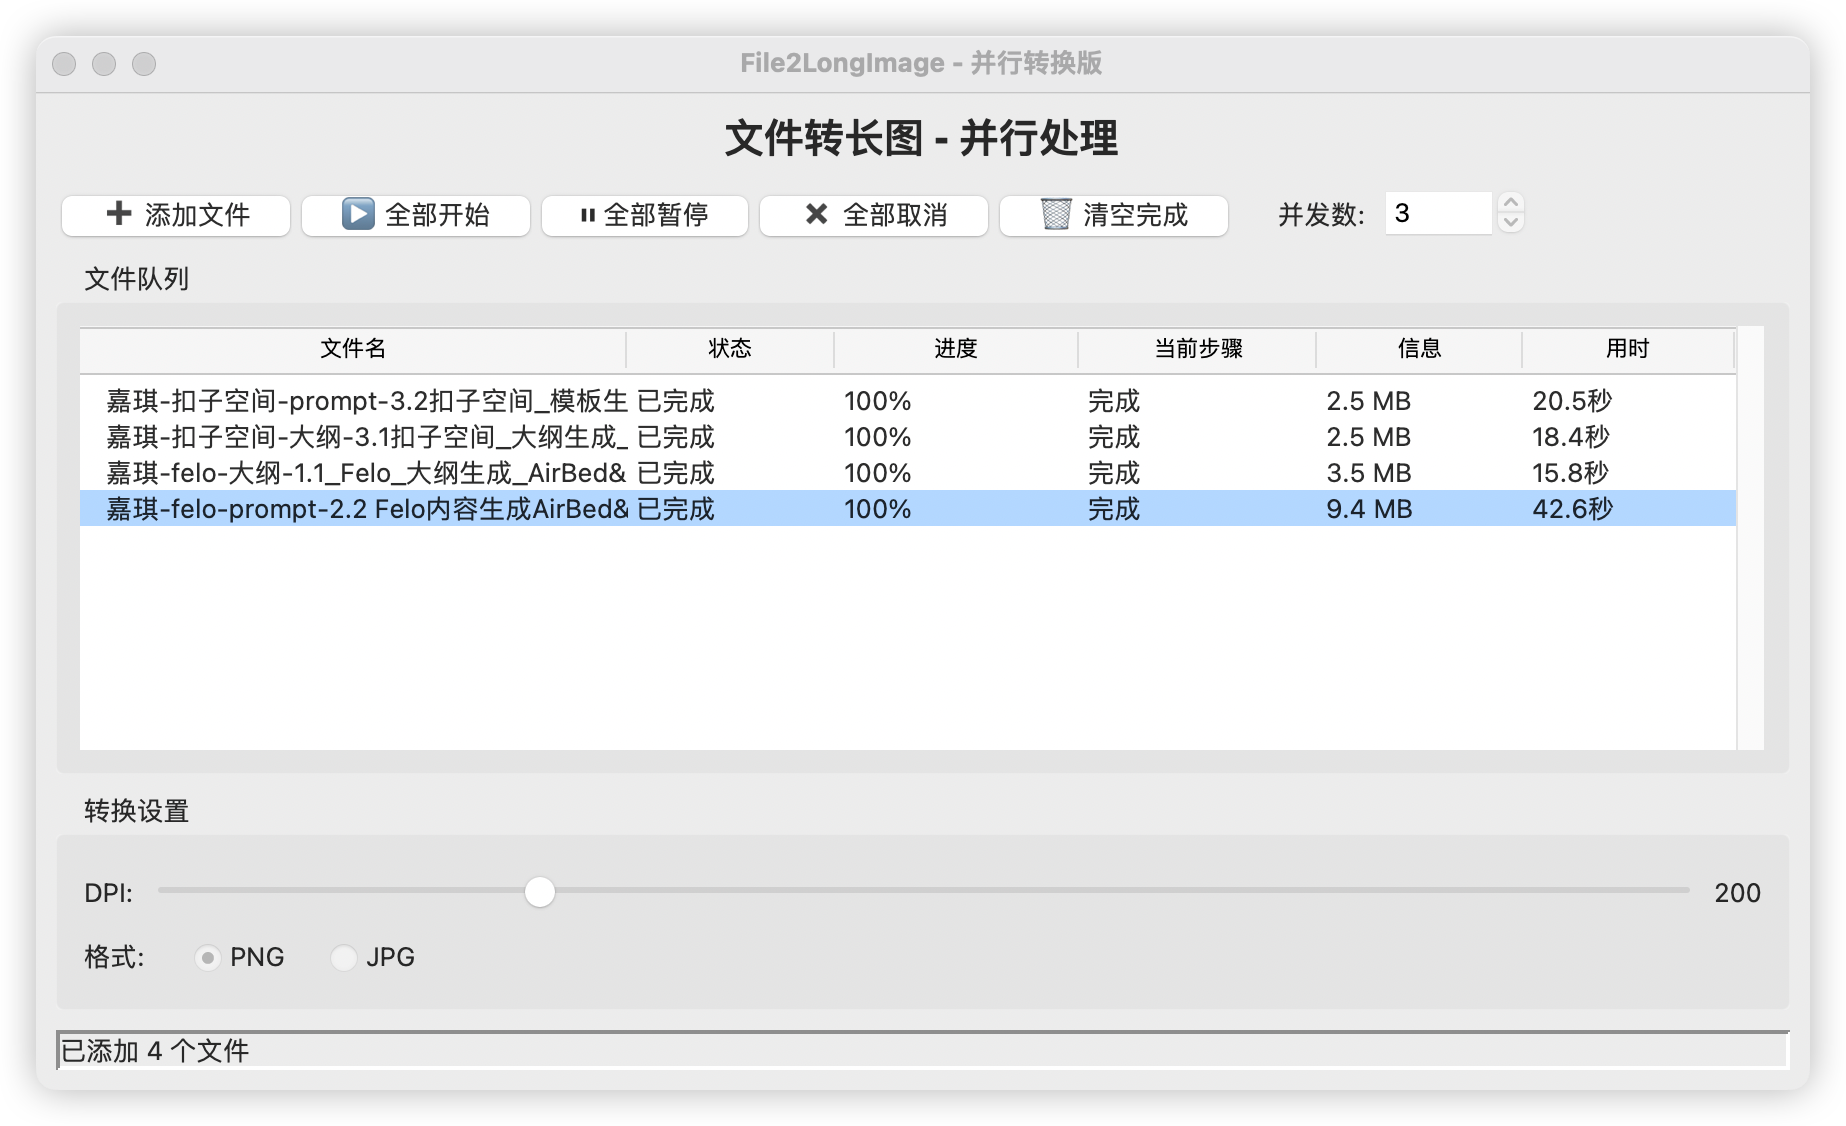 File2LongImage - 并行转换版
文件转长图 - 并行处理
添加文件 全部开始 全部暂停 全部取消 清空完成 并发数: 3
文件队列
文件名 状态 进度 当前步骤 信息 用时
嘉琪-扣子空间-prompt-3.2扣子空间_模板生 已完成 100% 完成 2.5 MB 20.5秒
嘉琪-扣子空间-大纲-3.1扣子空间_大纲生成_ 已完成 100% 完成 2.5 MB 18.4秒
嘉琪-felo-大纲-1.1_Felo_大纲生成_AirBed& 已完成 100% 完成 3.5 MB 15.8秒
嘉琪-felo-prompt-2.2 Felo内容生成AirBed& 已完成 100% 完成 9.4 MB 42.6秒
转换设置
DPI: 200
格式: PNG JPG
已添加 4 个文件